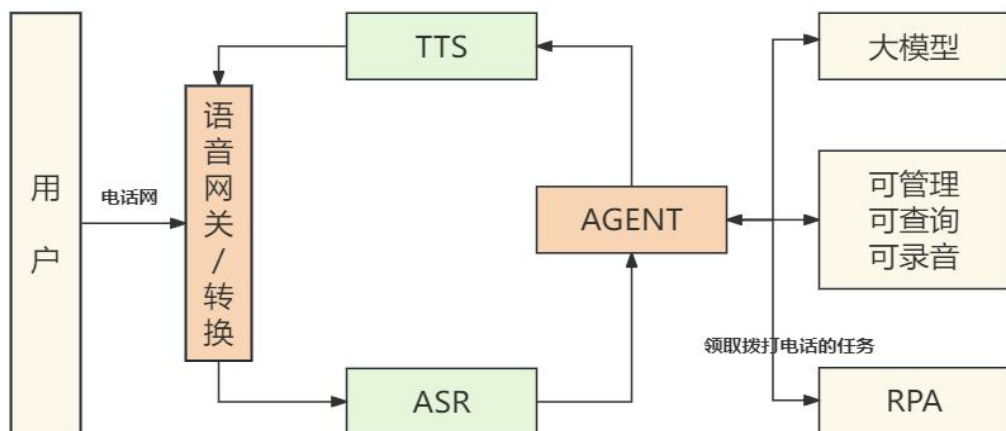 用
户
电话网
语
音
网
关
/
转
换
TTS
ASR
AGENT
大模型
可管理
可查询
可录音
领取拨打电话的任务
RPA